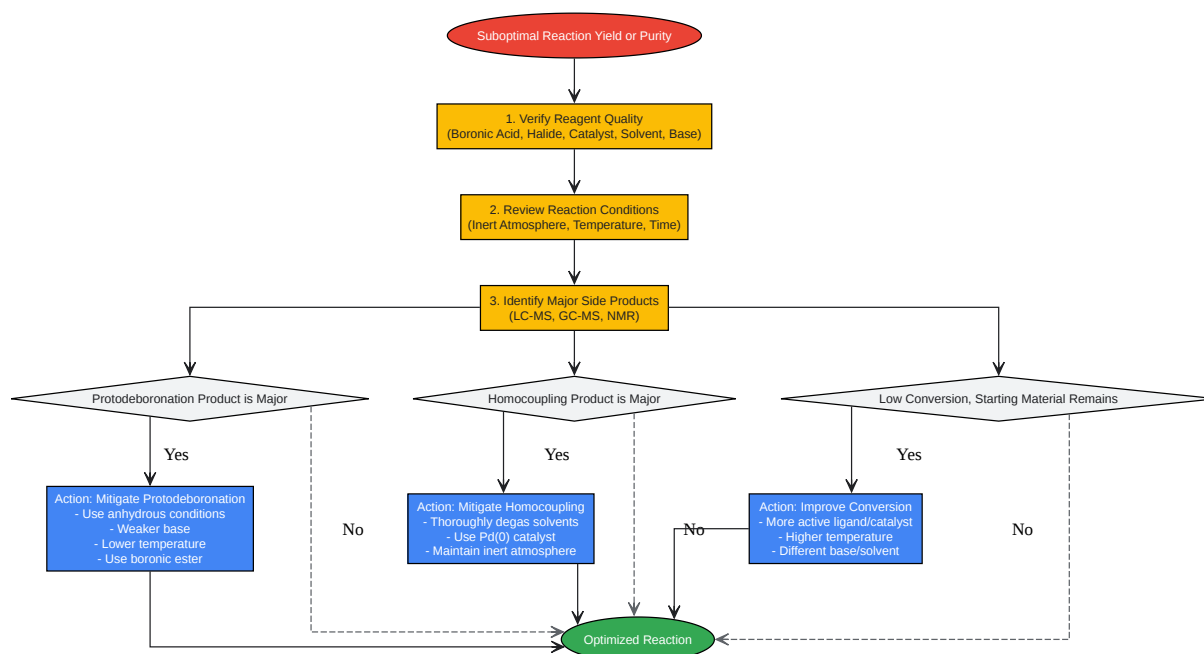 Suboptimal Reaction Yield or Purity
1. Verify Reagent Quality
(Boronic Acid, Halide, Catalyst, Solvent, Base)
2. Review Reaction Conditions
(Inert Atmosphere, Temperature, Time)
3. Identify Major Side Products
(LC-MS, GC-MS, NMR)
Protodeboronation Product is Major
Homocoupling Product is Major
Low Conversion, Starting Material Remains
Yes
Yes
Yes
Action: Mitigate Protodeboronation
- Use anhydrous conditions
- Weaker base
- Lower temperature
- Use boronic ester
No
Action: Mitigate Homocoupling
- Thoroughly degas solvents
- Use Pd(0) catalyst
- Maintain inert atmosphere
No
Action: Improve Conversion
- More active ligand/catalyst
- Higher temperature
- Different base/solvent
No
Optimized Reaction